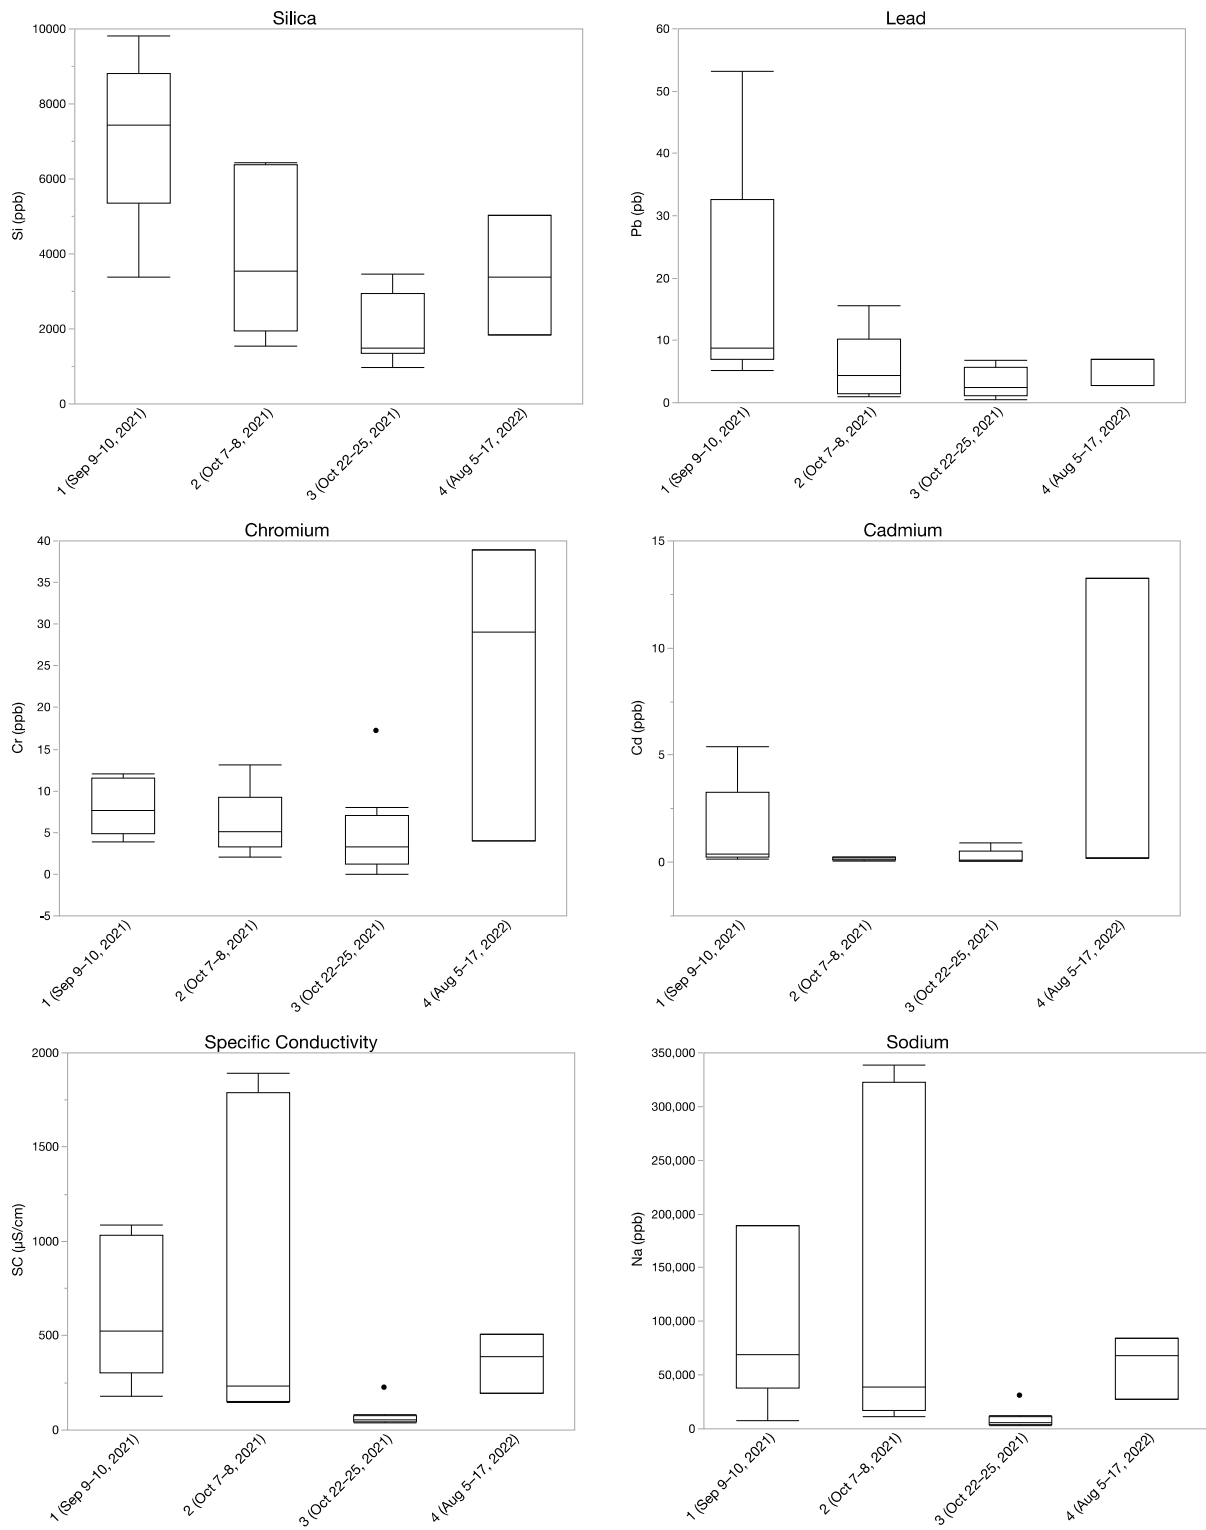 Silica
10000
8000
6000
4000
2000
0
Si (ppb)
1 (Sep 9–10, 2021)
2 (Oct 7–8, 2021)
3 (Oct 22–25, 2021)
4 (Aug 5–17, 2022)
Lead
60
50
40
30
20
10
0
Pb (pb)
1 (Sep 9–10, 2021)
2 (Oct 7–8, 2021)
3 (Oct 22–25, 2021)
4 (Aug 5–17, 2022)
Chromium
40
35
30
25
20
15
10
5
0
-5
Cr (ppb)
1 (Sep 9–10, 2021)
2 (Oct 7–8, 2021)
3 (Oct 22–25, 2021)
4 (Aug 5–17, 2022)
Cadmium
15
10
5
0
Cd (ppb)
1 (Sep 9–10, 2021)
2 (Oct 7–8, 2021)
3 (Oct 22–25, 2021)
4 (Aug 5–17, 2022)
Specific Conductivity
2000
1500
1000
500
0
SC (µS/cm)
1 (Sep 9–10, 2021)
2 (Oct 7–8, 2021)
3 (Oct 22–25, 2021)
4 (Aug 5–17, 2022)
Sodium
350,000
300,000
250,000
200,000
150,000
100,000
50,000
0
Na (ppb)
1 (Sep 9–10, 2021)
2 (Oct 7–8, 2021)
3 (Oct 22–25, 2021)
4 (Aug 5–17, 2022)